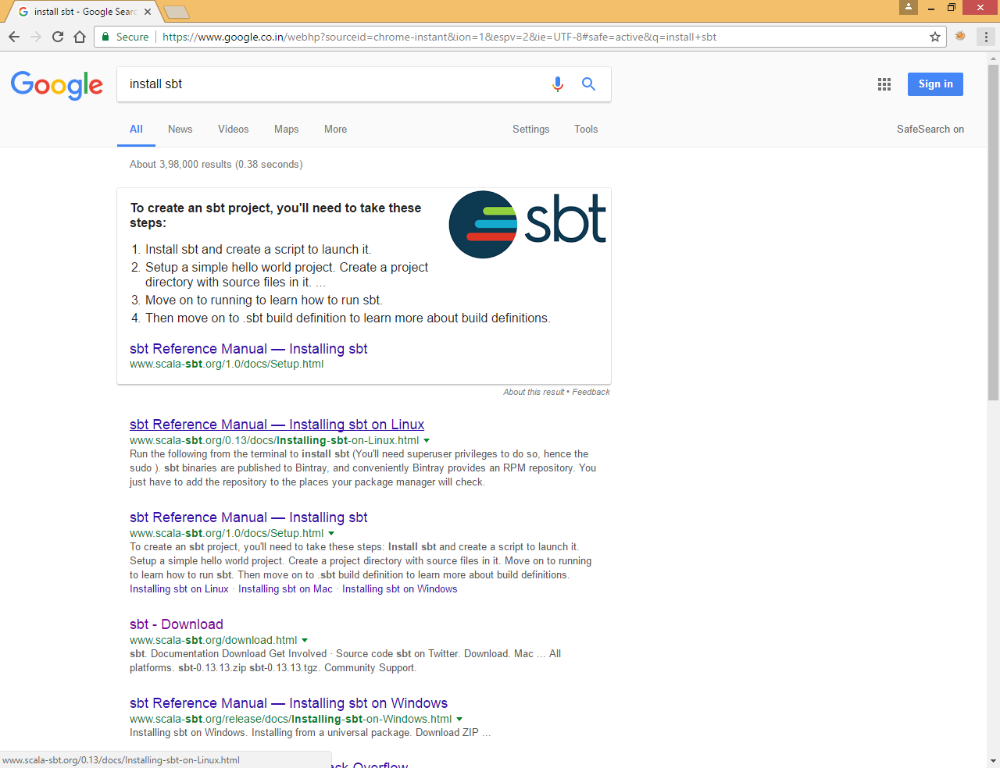 install sbt - Google Searc
Secure
https://www.google.co.in/webhp?sourceid=chrome-instant&ion=1&espv=2&ie=UTF-8#safe=active&q=install+sbt
Google
install sbt
Sign in
All News Videos Maps More Settings Tools SafeSearch on
About 3,98,000 results (0.38 seconds)
To create an sbt project, you'll need to take these
steps:
sbt
1. Install sbt and create a script to launch it.
2. Setup a simple hello world project. Create a project
directory with source files in it. ...
3. Move on to running to learn how to run sbt.
4. Then move on to .sbt build definition to learn more about build definitions.
sbt Reference Manual — Installing sbt
www.scala-sbt.org/1.0/docs/Setup.html
About this result • Feedback
sbt Reference Manual — Installing sbt on Linux
www.scala-sbt.org/0.13/docs/Installing-sbt-on-Linux.html
Run the following from the terminal to install sbt (You'll need superuser privileges to do so, hence the
sudo ). sbt binaries are published to Bintray, and conveniently Bintray provides an RPM repository. You
just have to add the repository to the places your package manager will check.
sbt Reference Manual — Installing sbt
www.scala-sbt.org/1.0/docs/Setup.html
To create an sbt project, you'll need to take these steps: Install sbt and create a script to launch it.
Setup a simple hello world project. Create a project directory with source files in it. Move on to running
to learn how to run sbt. Then move on to .sbt build definition to learn more about build definitions.
Installing sbt on Linux · Installing sbt on Mac · Installing sbt on Windows
sbt - Download
www.scala-sbt.org/download.html
sbt. Documentation Download Get Involved · Source code sbt on Twitter. Download. Mac ... All
platforms. sbt-0.13.13.zip sbt-0.13.13.tgz. Community Support.
sbt Reference Manual — Installing sbt on Windows
www.scala-sbt.org/release/docs/Installing-sbt-on-Windows.html
Installing sbt on Windows. Installing from a universal package. Download ZIP ...
www.scala-sbt.org/0.13/docs/Installing-sbt-on-Linux.html
Overflow